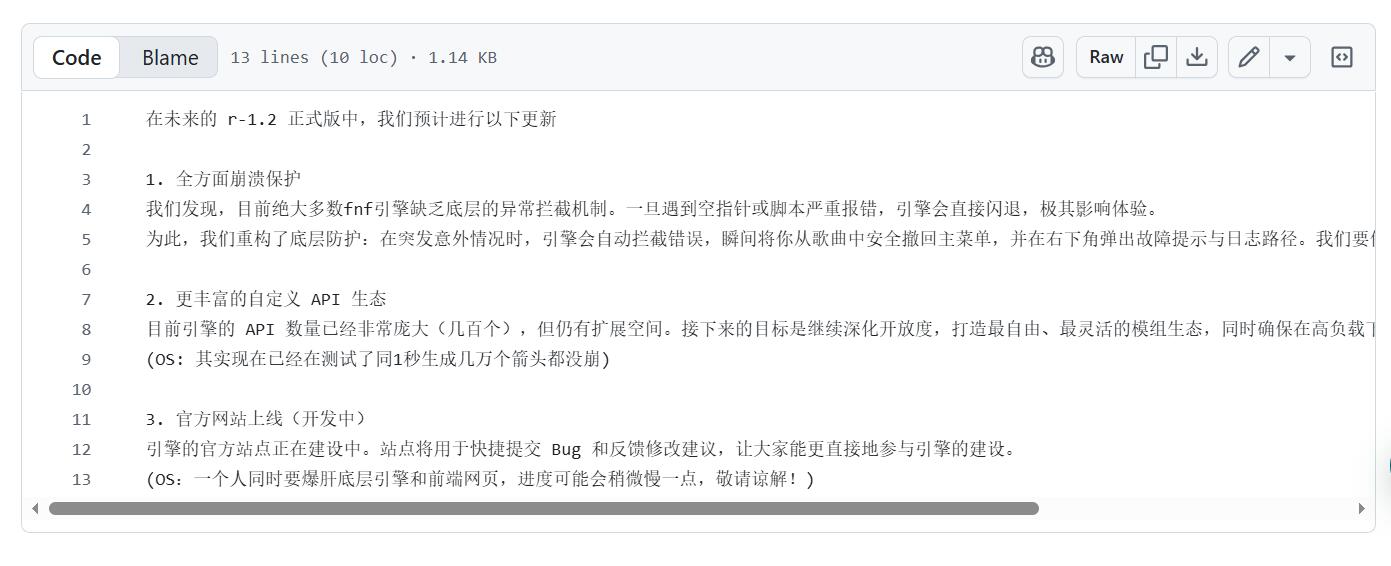 Code Blame 13 lines (10 loc) · 1.14 KB Raw
1 在未来的 r-1.2 正式版中，我们预计进行以下更新
2
3 1. 全方面崩溃保护
4 我们发现，目前绝大多数fnf引擎缺乏底层的异常拦截机制。一旦遇到空指针或脚本严重报错，引擎会直接闪退，极其影响体验。
5 为此，我们重构了底层防护：在突发意外情况时，引擎会自动拦截错误，瞬间将你从歌曲中安全撤回主菜单，并在右下角弹出故障提示与日志路径。我们要
6
7 2. 更丰富的自定义 API 生态
8 目前引擎的 API 数量已经非常庞大（几百个），但仍有扩展空间。接下来的目标是继续深化开放度，打造最自由、最灵活的模组生态，同时确保在高负载
9 (OS: 其实现在已经在测试了同1秒生成几万个箭头都没崩)
10
11 3. 官方网站上线（开发中）
12 引擎的官方站点正在建设中。站点将用于快捷提交 Bug 和反馈修改建议，让大家能更直接地参与引擎的建设。
13 (OS：一个人同时要爆肝底层引擎和前端网页，进度可能会稍微慢一点，敬请谅解！)